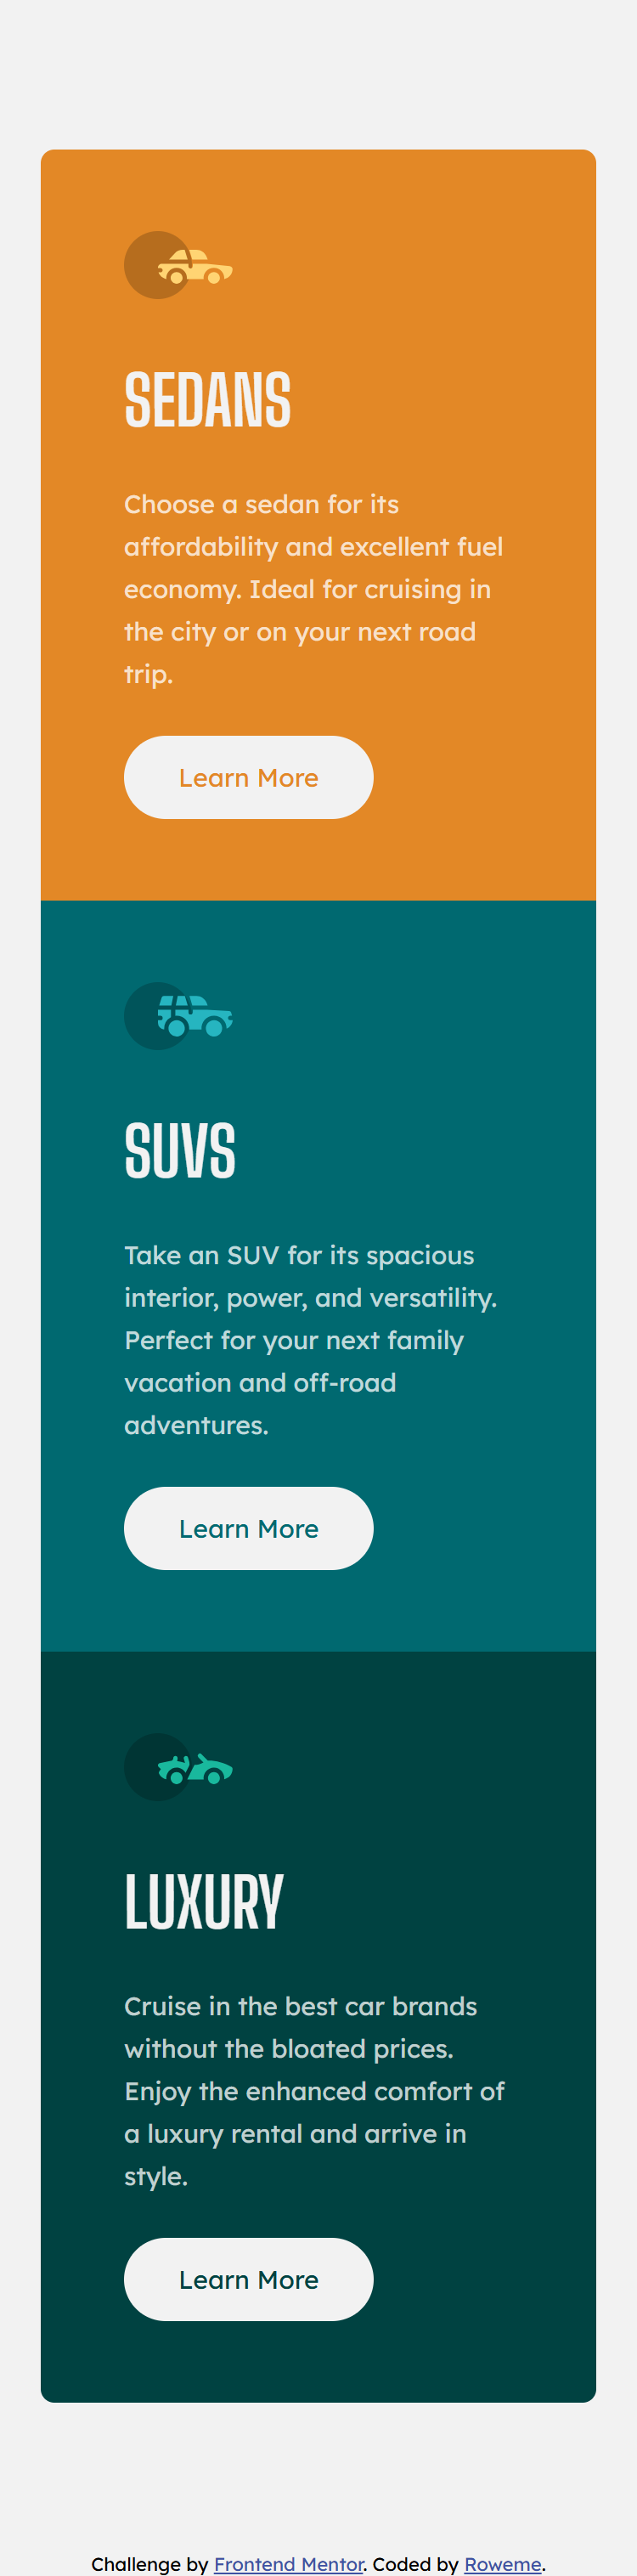 SEDANS
Choose a sedan for its
affordability and excellent fuel
economy. Ideal for cruising in
the city or on your next road
trip.
Learn More
SUVS
Take an SUV for its spacious
interior, power, and versatility.
Perfect for your next family
vacation and off-road
adventures.
Learn More
LUXURY
Cruise in the best car brands
without the bloated prices.
Enjoy the enhanced comfort of
a luxury rental and arrive in
style.
Learn More
Challenge by Frontend Mentor. Coded by Roweme.